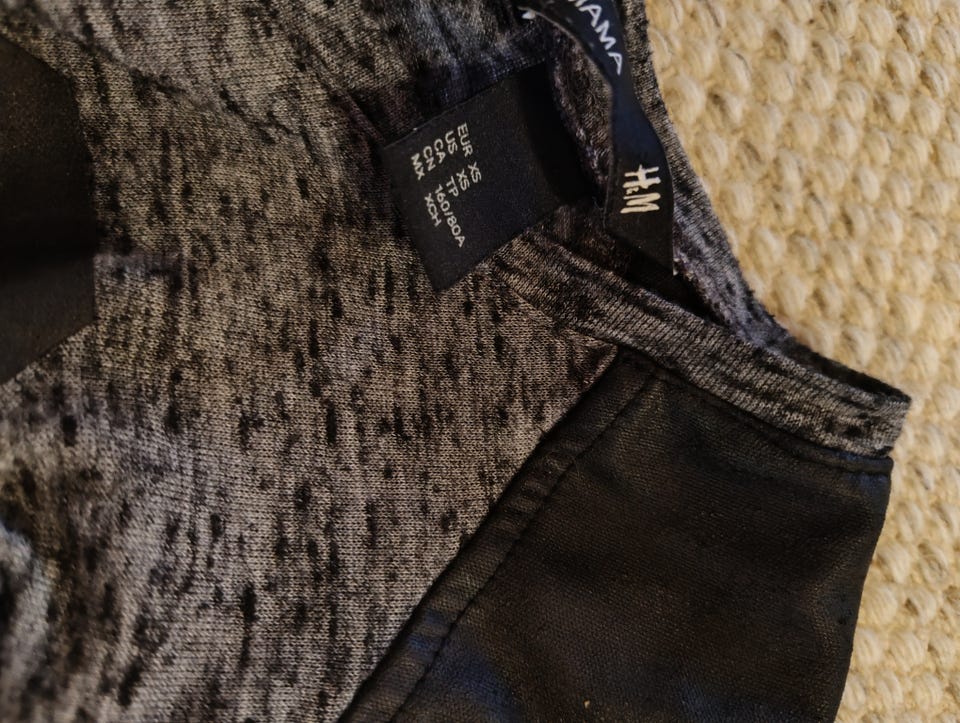 MAMA
H&M
EUR XS
US XS
CA TP
CN 160/80A
MX XCH